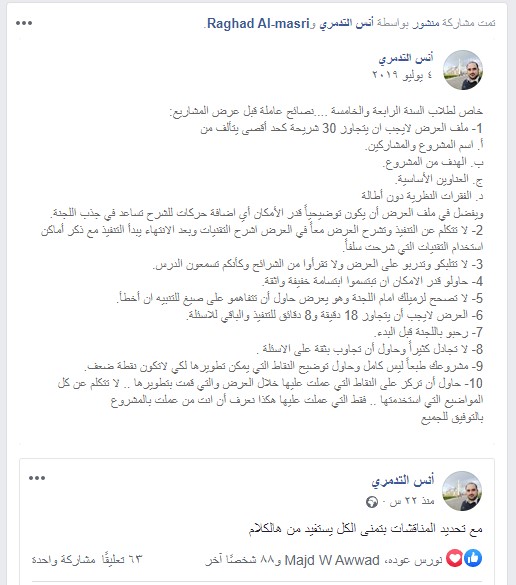 تمت مشاركة منشور بواسطة أنس التدمري وRaghad Al-masri.
أنس التدمري
٤ يوليو ٢٠١٩
خاص لطلاب السنة الرابعة والخامسة ....نصائح عاملة قبل عرض المشاريع:
1- ملف العرض لايجب ان يتجاوز 30 شريحة كحد أقصى يتألف من
أ. اسم المشروع والمشاركين.
ب. الهدف من المشروع.
ج. العناوين الأساسية.
د. الفقرات النظرية دون أطالة
ويفضل في ملف العرض أن يكون توضيحياً قدر الأمكان أي اضافة حركات للشرح تساعد في جذب اللجنة.
2- لا تتكلم عن التنفيذ وتشرح العرض معاً في العرض اشرح التقنيات وبعد الانتهاء يبدأ التنفيذ مع ذكر أماكن
استخدام التقنيات التي شرحت سلفاً.
3- لا تتلبكو وتدربو على العرض ولا تقرأوا من الشرائح وكأنكم تسمعون الدرس.
4- حاولو قدر الامكان ان يبتسموا ابتسامة خفيفة واثقة.
5- لا تصحح لزميلك امام اللجنة وهو يعرض حاول أن تتفاهمو على صيغ للتنبيه ان أخطأ.
6- العرض لايجب أن يتجاوز 18 دقيقة و8 دقائق للتنفيذ والباقي للاسئلة.
7- رحبو باللجنة قبل البدء.
8- لا تجادل كثيراً وحاول أن تجاوب بثقة على الاسئلة .
9- مشروعك طبعاً ليس كامل وحاول توضيح النقاط التي يمكن تطويرها لكي لاتكون نقطة ضعف.
10- حاول أن تركز على النقاط التي عملت عليها خلال العرض والتي قمت بتطويرها .. لا تتكلم عن كل
المواضيع التي استخدمتها .. فقط التي عملت عليها هكذا نعرف أن انت من عملت بالمشروع
بالتوفيق للجميع
أنس التدمري
منذ ٢٢ س
مع تحديد المناقشات بتمنى الكل يستفيد من هالكلام
نورس عوده، Majd W Awwad و٨٨ شخصًا آخر
٦٣ تعليقًا مشاركة واحدة